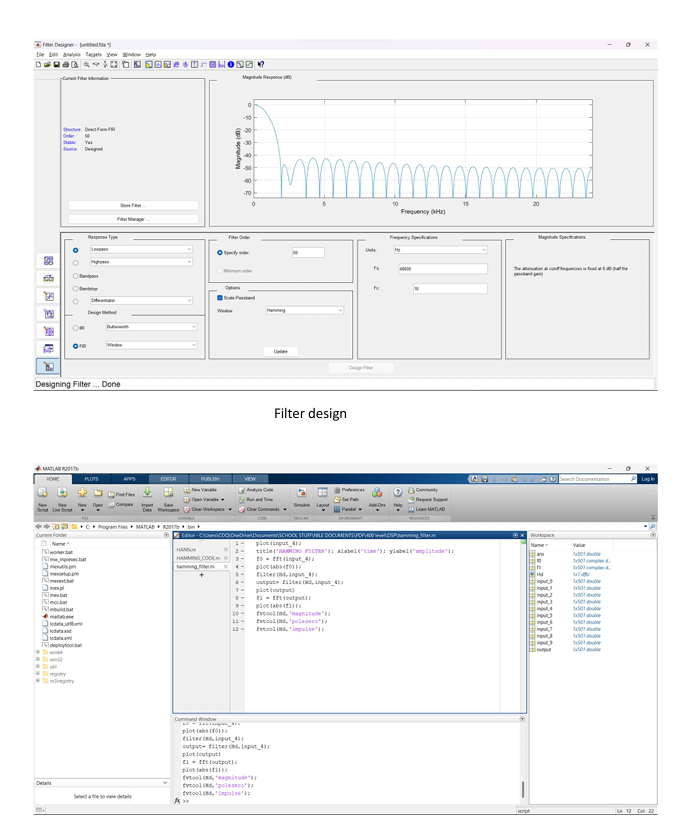 Filter Designer - [untitled.fda *]
File Edit Analysis Targets View Window Help
Current Filter Information
Structure: Direct-Form FIR
Order: 50
Stable: Yes
Source: Designed
Store Filter ...
Filter Manager ...
Magnitude Response (dB)
0
-10
-20
-30
-40
-50
-60
-70
Magnitude (dB)
0 5 10 15 20
Frequency (kHz)
Response Type
Lowpass
Highpass
Bandpass
Bandstop
Differentiator
Design Method
IIR Butterworth
FIR Window
Filter Order
Specify order:
Minimum order
Options
Scale Passband
Window: Hamming
Update
Frequency Specifications
Units: Hz
Fs: 48000
Fc: 10
Magnitude Specifications
The attenuation at cutoff frequencies is fixed at 6 dB (half the
passband gain)
Design Filter
Designing Filter ... Done
Filter design
MATLAB R2017b
HOME PLOTS APPS EDITOR PUBLISH VIEW
Search Documentation
Log In
New Script
New Live Script
New
Open
Find Files
Compare
Import Data
Save Workspace
New Variable
Open Variable
Clear Workspace
Analyze Code
Run and Time
Clear Commands
Simulink
Layout
Preferences
Set Path
Parallel
Add-Ons
Help
Community
Request Support
Learn MATLAB
FILE VARIABLE CODE SIMULINK ENVIRONMENT RESOURCES
C: Program Files MATLAB R2017b bin
Current Folder
Name
worker.bat
mw_mpiexec.bat
mexutils.pm
mexsetup.pm
mexext.bat
mex.pl
mex.bat
mcc.bat
mbuild.bat
matlab.exe
lcdata_utf8.xml
lcdata.xsd
lcdata.xml
deploytool.bat
win64
win32
util
registry
m3iregistry
Details
Select a file to view details
Editor - C:\Users\CDQ\OneDrive\Documents\SCHOOL STUFF\NILE DOCUMENTS\PDF\400 level\DSP\hamming_filter.m
HANN.m
HAMMING_CODE.m
hamming_filter.m
1 - plot(input_4);
2 - title('HAMMING FILTER'); xlabel('time'); ylabel('amplitude');
3 - f0 = fft(input_4);
4 - plot(abs(f0));
5 - filter(Hd,input_4);
6 - output= filter(Hd,input_4);
7 - plot(output)
8 - f1 = fft(output);
9 - plot(abs(f1));
10 - fvtool(Hd,'magnitude');
11 - fvtool(Hd,'polezero');
12 - fvtool(Hd,'impulse');
Command Window
f0 = fft(input_4);
plot(abs(f0));
filter(Hd,input_4);
output= filter(Hd,input_4);
plot(output)
f1 = fft(output);
plot(abs(f1));
fvtool(Hd,'magnitude');
fvtool(Hd,'polezero');
fvtool(Hd,'impulse');
fx >>
Workspace
Name Value
ans 1x501 double
f0 1x501 complex d...
f1 1x501 complex d...
Hd 1x1 dffir
input_0 1x501 double
input_1 1x501 double
input_2 1x501 double
input_3 1x501 double
input_4 1x501 double
input_5 1x501 double
input_6 1x501 double
input_7 1x501 double
input_8 1x501 double
input_9 1x501 double
output 1x501 double
script Ln 12 Col 22